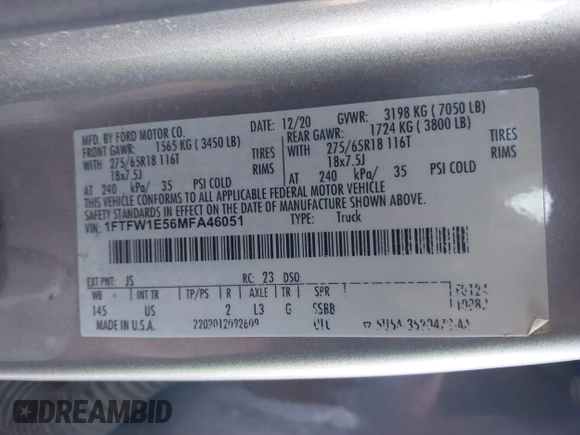 MFD. BY FORD MOTOR CO.
DATE: 12/20 GVWR: 3198 KG ( 7050 LB)
FRONT GAWR: 1565 KG ( 3450 LB) REAR GAWR: 1724 KG ( 3800 LB)
WITH 275/65R18 116T TIRES WITH 275/65R18 116T TIRES
18x7.5J RIMS 18x7.5J RIMS
AT 240 kPa/ 35 PSI COLD AT 240 kPa/ 35 PSI COLD
THIS VEHICLE CONFORMS TO ALL APPLICABLE FEDERAL MOTOR VEHICLE
SAFETY STANDARDS IN EFFECT ON THE DATE OF MANUFACTURE SHOWN ABOVE.
VIN: 1FTFW1E56MFA46051 TYPE: Truck
EXT PNT: JS RC: 23 DSO:
WB INT TR TP/PS R AXLE TR SPR
145 US 2 L3 G SSBB
MADE IN U.S.A.
AUTOBIDMASTER